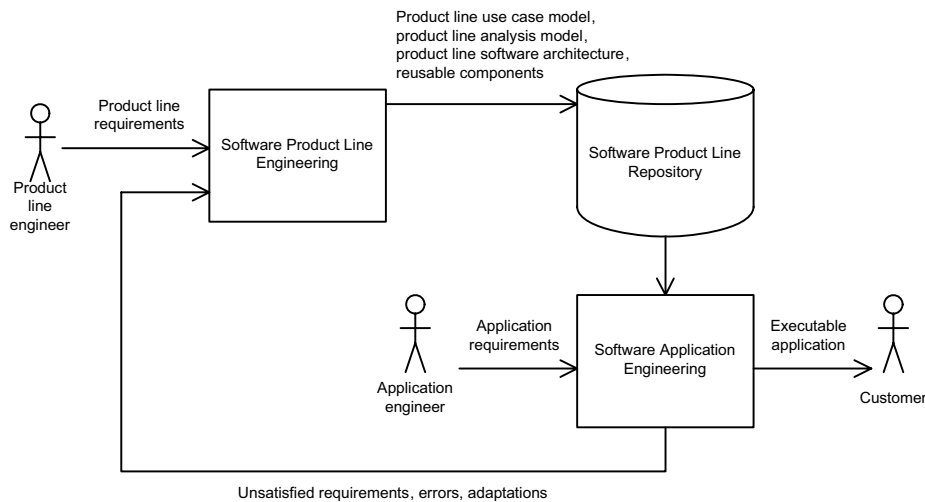 Product line use case model,
product line analysis model,
product line software architecture,
reusable components
Product line
requirements
Software Product Line
Engineering
Software Product Line
Repository
Product
line
engineer
Application
requirements
Software Application
Engineering
Executable
application
Application
engineer
Customer
Unsatisfied requirements, errors, adaptations